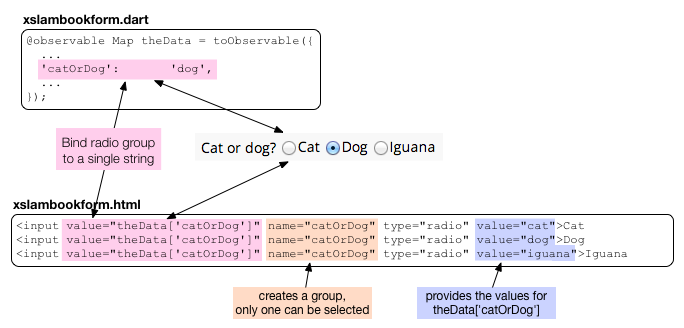 xslambookform.dart
@observable Map theData = toObservable({
...
'catOrDog': 'dog',
...
});
Bind radio group
to a single string
Cat or dog? Cat Dog Iguana
xslambookform.html
<input value="theData['catOrDog']" name="catOrDog" type="radio" value="cat">Cat
<input value="theData['catOrDog']" name="catOrDog" type="radio" value="dog">Dog
<input value="theData['catOrDog']" name="catOrDog" type="radio" value="iguana">Iguana
creates a group,
only one can be selected
provides the values for
theData['catOrDog']